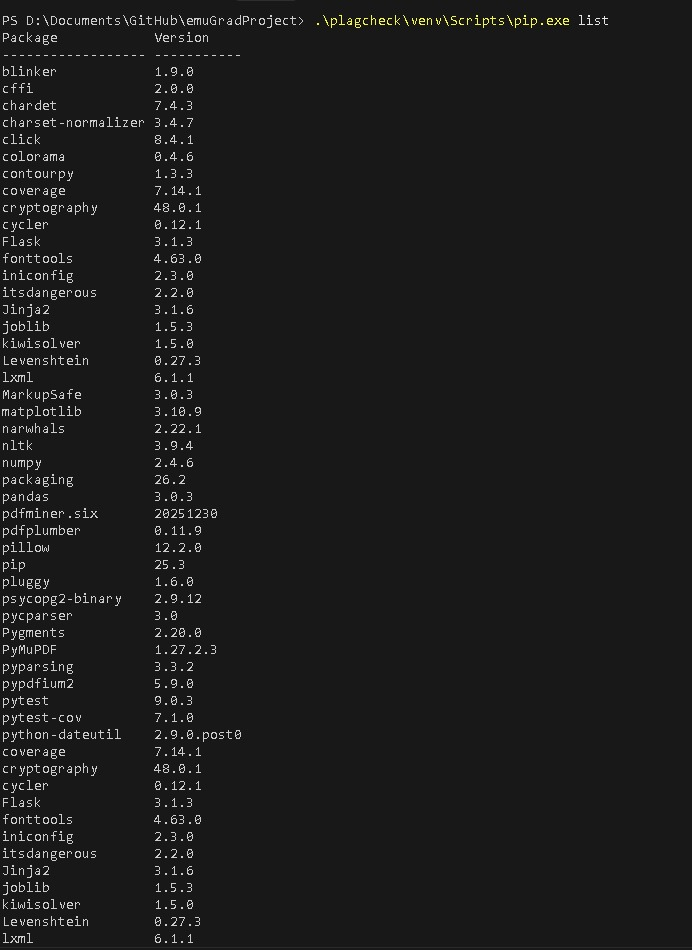 PS D:\Documents\GitHub\emuGradProject> .\plagcheck\venv\Scripts\pip.exe list
Package            Version
------------------ -----------
blinker            1.9.0
cffi               2.0.0
chardet            7.4.3
charset-normalizer 3.4.7
click              8.4.1
colorama           0.4.6
contourpy          1.3.3
coverage           7.14.1
cryptography       48.0.1
cycler             0.12.1
Flask              3.1.3
fonttools          4.63.0
iniconfig          2.3.0
itsdangerous       2.2.0
Jinja2             3.1.6
joblib             1.5.3
kiwisolver         1.5.0
Levenshtein        0.27.3
lxml               6.1.1
MarkupSafe         3.0.3
matplotlib         3.10.9
narwhals           2.22.1
nltk               3.9.4
numpy              2.4.6
packaging          26.2
pandas             3.0.3
pdfminer.six       20251230
pdfplumber         0.11.9
pillow             12.2.0
pip                25.3
pluggy             1.6.0
psycopg2-binary    2.9.12
pycparser          3.0
Pygments           2.20.0
PyMuPDF            1.27.2.3
pyparsing          3.3.2
pypdfium2          5.9.0
pytest             9.0.3
pytest-cov         7.1.0
python-dateutil    2.9.0.post0
coverage           7.14.1
cryptography       48.0.1
cycler             0.12.1
Flask              3.1.3
fonttools          4.63.0
iniconfig          2.3.0
itsdangerous       2.2.0
Jinja2             3.1.6
joblib             1.5.3
kiwisolver         1.5.0
Levenshtein        0.27.3
lxml               6.1.1